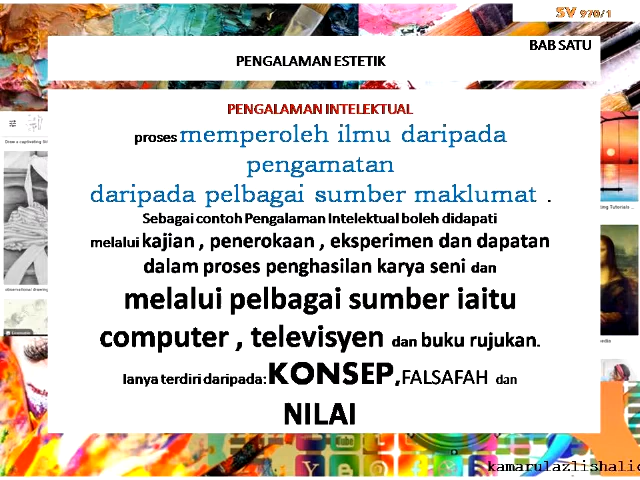 SV 970/1
BAB SATU
PENGALAMAN ESTETIK
PENGALAMAN INTELEKTUAL
proses memperoleh ilmu daripada
pengamatan
daripada pelbagai sumber maklumat .
Sebagai contoh Pengalaman Intelektual boleh didapati
melalui kajian , penerokaan , eksperimen dan dapatan
dalam proses penghasilan karya seni dan
melalui pelbagai sumber iaitu
computer , televisyen dan buku rujukan.
Ianya terdiri daripada: KONSEP, FALSAFAH dan
NILAI
kamarulazlishalic